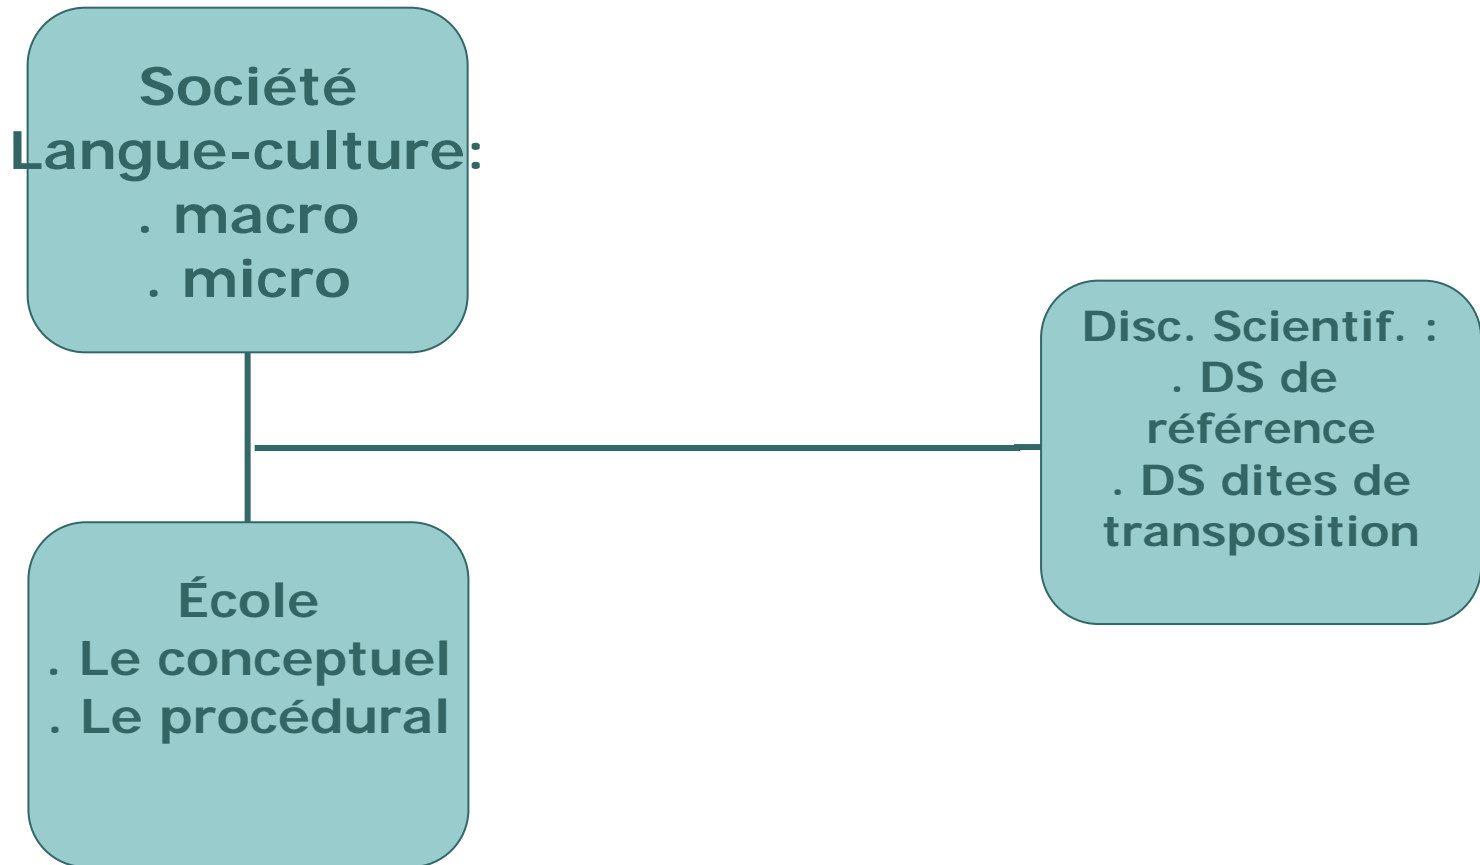 Société
Langue-culture:
. macro
. micro
Disc. Scientif. :
. DS de
référence
. DS dites de
transposition
École
. Le conceptuel
. Le procédural